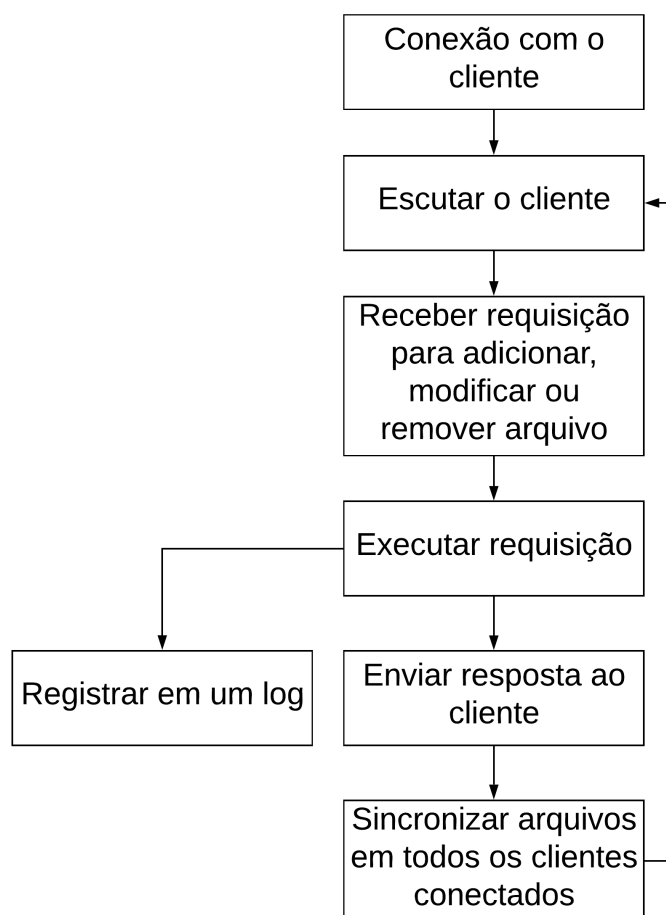 Conexão com o
cliente
Escutar o cliente
Receber requisição
para adicionar,
modificar ou
remover arquivo
Executar requisição
Registrar em um log
Enviar resposta ao
cliente
Sincronizar arquivos
em todos os clientes
conectados